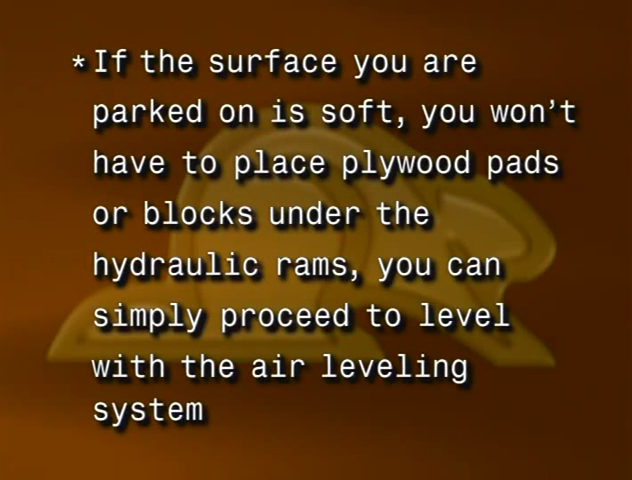 * If the surface you are
parked on is soft, you won't
have to place plywood pads
or blocks under the
hydraulic rams, you can
simply proceed to level
with the air leveling
system